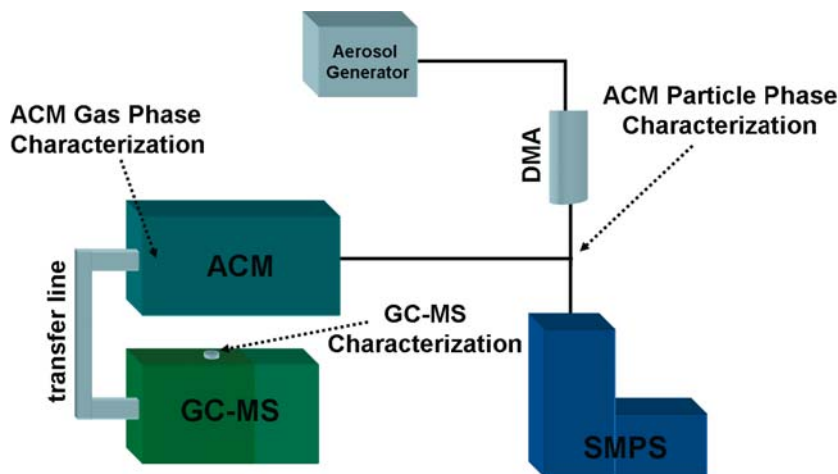 Aerosol
Generator
ACM Gas Phase
Characterization
ACM Particle Phase
Characterization
DMA
ACM
transfer line
GC-MS
Characterization
GC-MS
SMPS